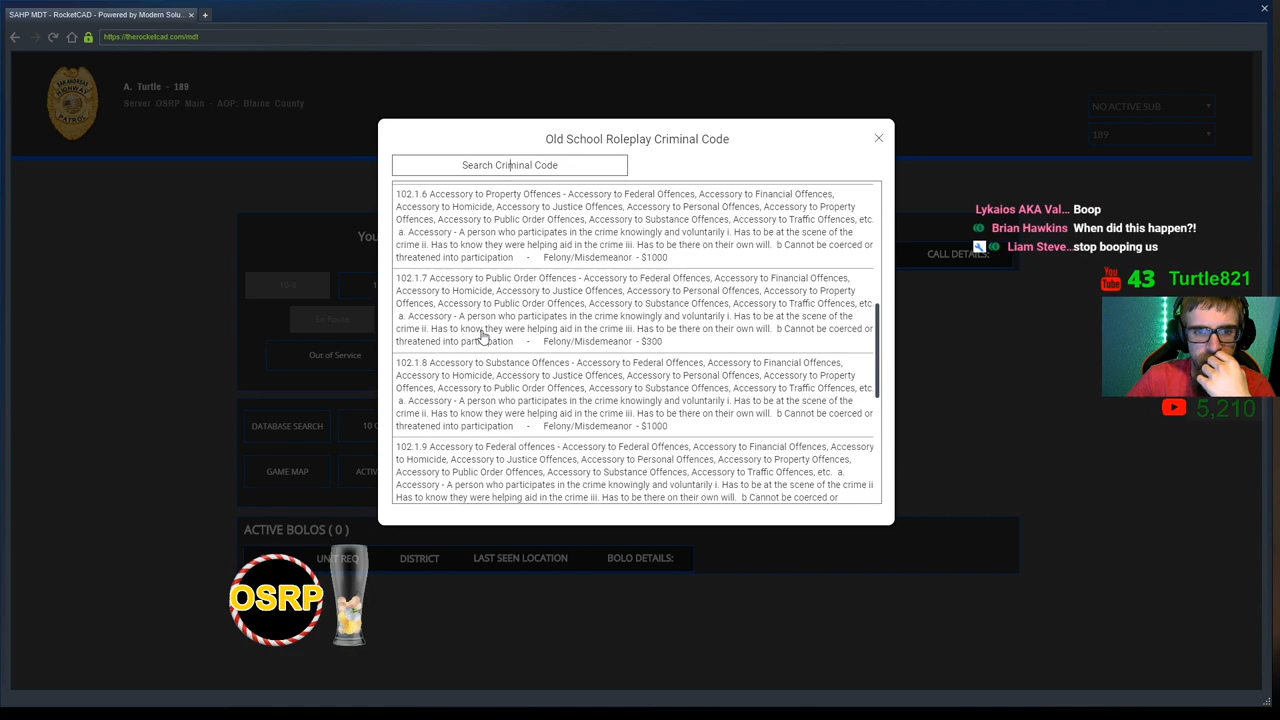 SAHP MDT - RocketCAD - Powered by Modern Solu...
https://therocketcad.com/mdt
A. Turtle - 189
Server OSRP Main - AOP: Blaine County
NO ACTIVE SUB
189
Old School Roleplay Criminal Code
Search Criminal Code
102.1.6 Accessory to Property Offences - Accessory to Federal Offences, Accessory to Financial Offences,
Accessory to Homicide, Accessory to Justice Offences, Accessory to Personal Offences, Accessory to Property
Offences, Accessory to Public Order Offences, Accessory to Substance Offences, Accessory to Traffic Offences, etc.
a. Accessory - A person who participates in the crime knowingly and voluntarily i. Has to be at the scene of the
crime ii. Has to know they were helping aid in the crime iii. Has to be there on their own will. b Cannot be coerced or
threatened into participation - Felony/Misdemeanor - $1000
102.1.7 Accessory to Public Order Offences - Accessory to Federal Offences, Accessory to Financial Offences,
Accessory to Homicide, Accessory to Justice Offences, Accessory to Personal Offences, Accessory to Property
Offences, Accessory to Public Order Offences, Accessory to Substance Offences, Accessory to Traffic Offences, etc.
a. Accessory - A person who participates in the crime knowingly and voluntarily i. Has to be at the scene of the
crime ii. Has to know they were helping aid in the crime iii. Has to be there on their own will. b Cannot be coerced or
threatened into participation - Felony/Misdemeanor - $300
102.1.8 Accessory to Substance Offences - Accessory to Federal Offences, Accessory to Financial Offences,
Accessory to Homicide, Accessory to Justice Offences, Accessory to Personal Offences, Accessory to Property
Offences, Accessory to Public Order Offences, Accessory to Substance Offences, Accessory to Traffic Offences, etc.
a. Accessory - A person who participates in the crime knowingly and voluntarily i. Has to be at the scene of the
crime ii. Has to know they were helping aid in the crime iii. Has to be there on their own will. b Cannot be coerced or
threatened into participation - Felony/Misdemeanor - $1000
102.1.9 Accessory to Federal offences - Accessory to Federal Offences, Accessory to Financial Offences, Accessory
to Homicide, Accessory to Justice Offences, Accessory to Personal Offences, Accessory to Property Offences,
Accessory to Public Order Offences, Accessory to Substance Offences, Accessory to Traffic Offences, etc. a.
Accessory - A person who participates in the crime knowingly and voluntarily i. Has to be at the scene of the crime ii
Has to know they were helping aid in the crime iii. Has to be there on their own will. b Cannot be coerced or
You
CALL DETAILS:
10-8
En Route
Out of Service
DATABASE SEARCH
10 C
GAME MAP
ACTIV
ACTIVE BOLOS ( 0 )
UNIT REQ
DISTRICT
LAST SEEN LOCATION
BOLO DETAILS:
OSRP
Lykaios AKA Val... Boop
Brian Hawkins When did this happen?!
Liam Steve... stop booping us
You Tube 43 Turtle821
5,210